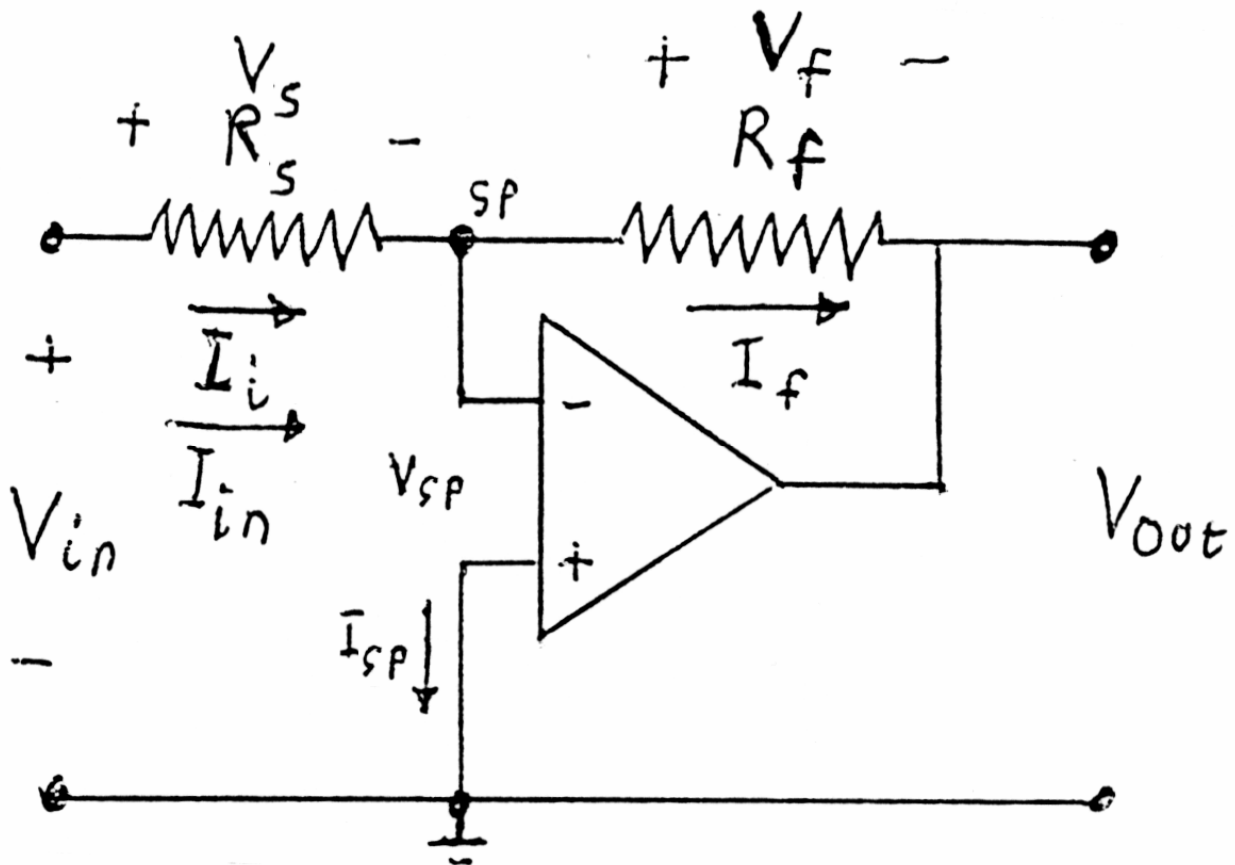 Vs
+ Rs -
+ Vf -
Rf
SP
+
Ii
Iin
Vin
-
If
-
VSP
+
ISP
Vout